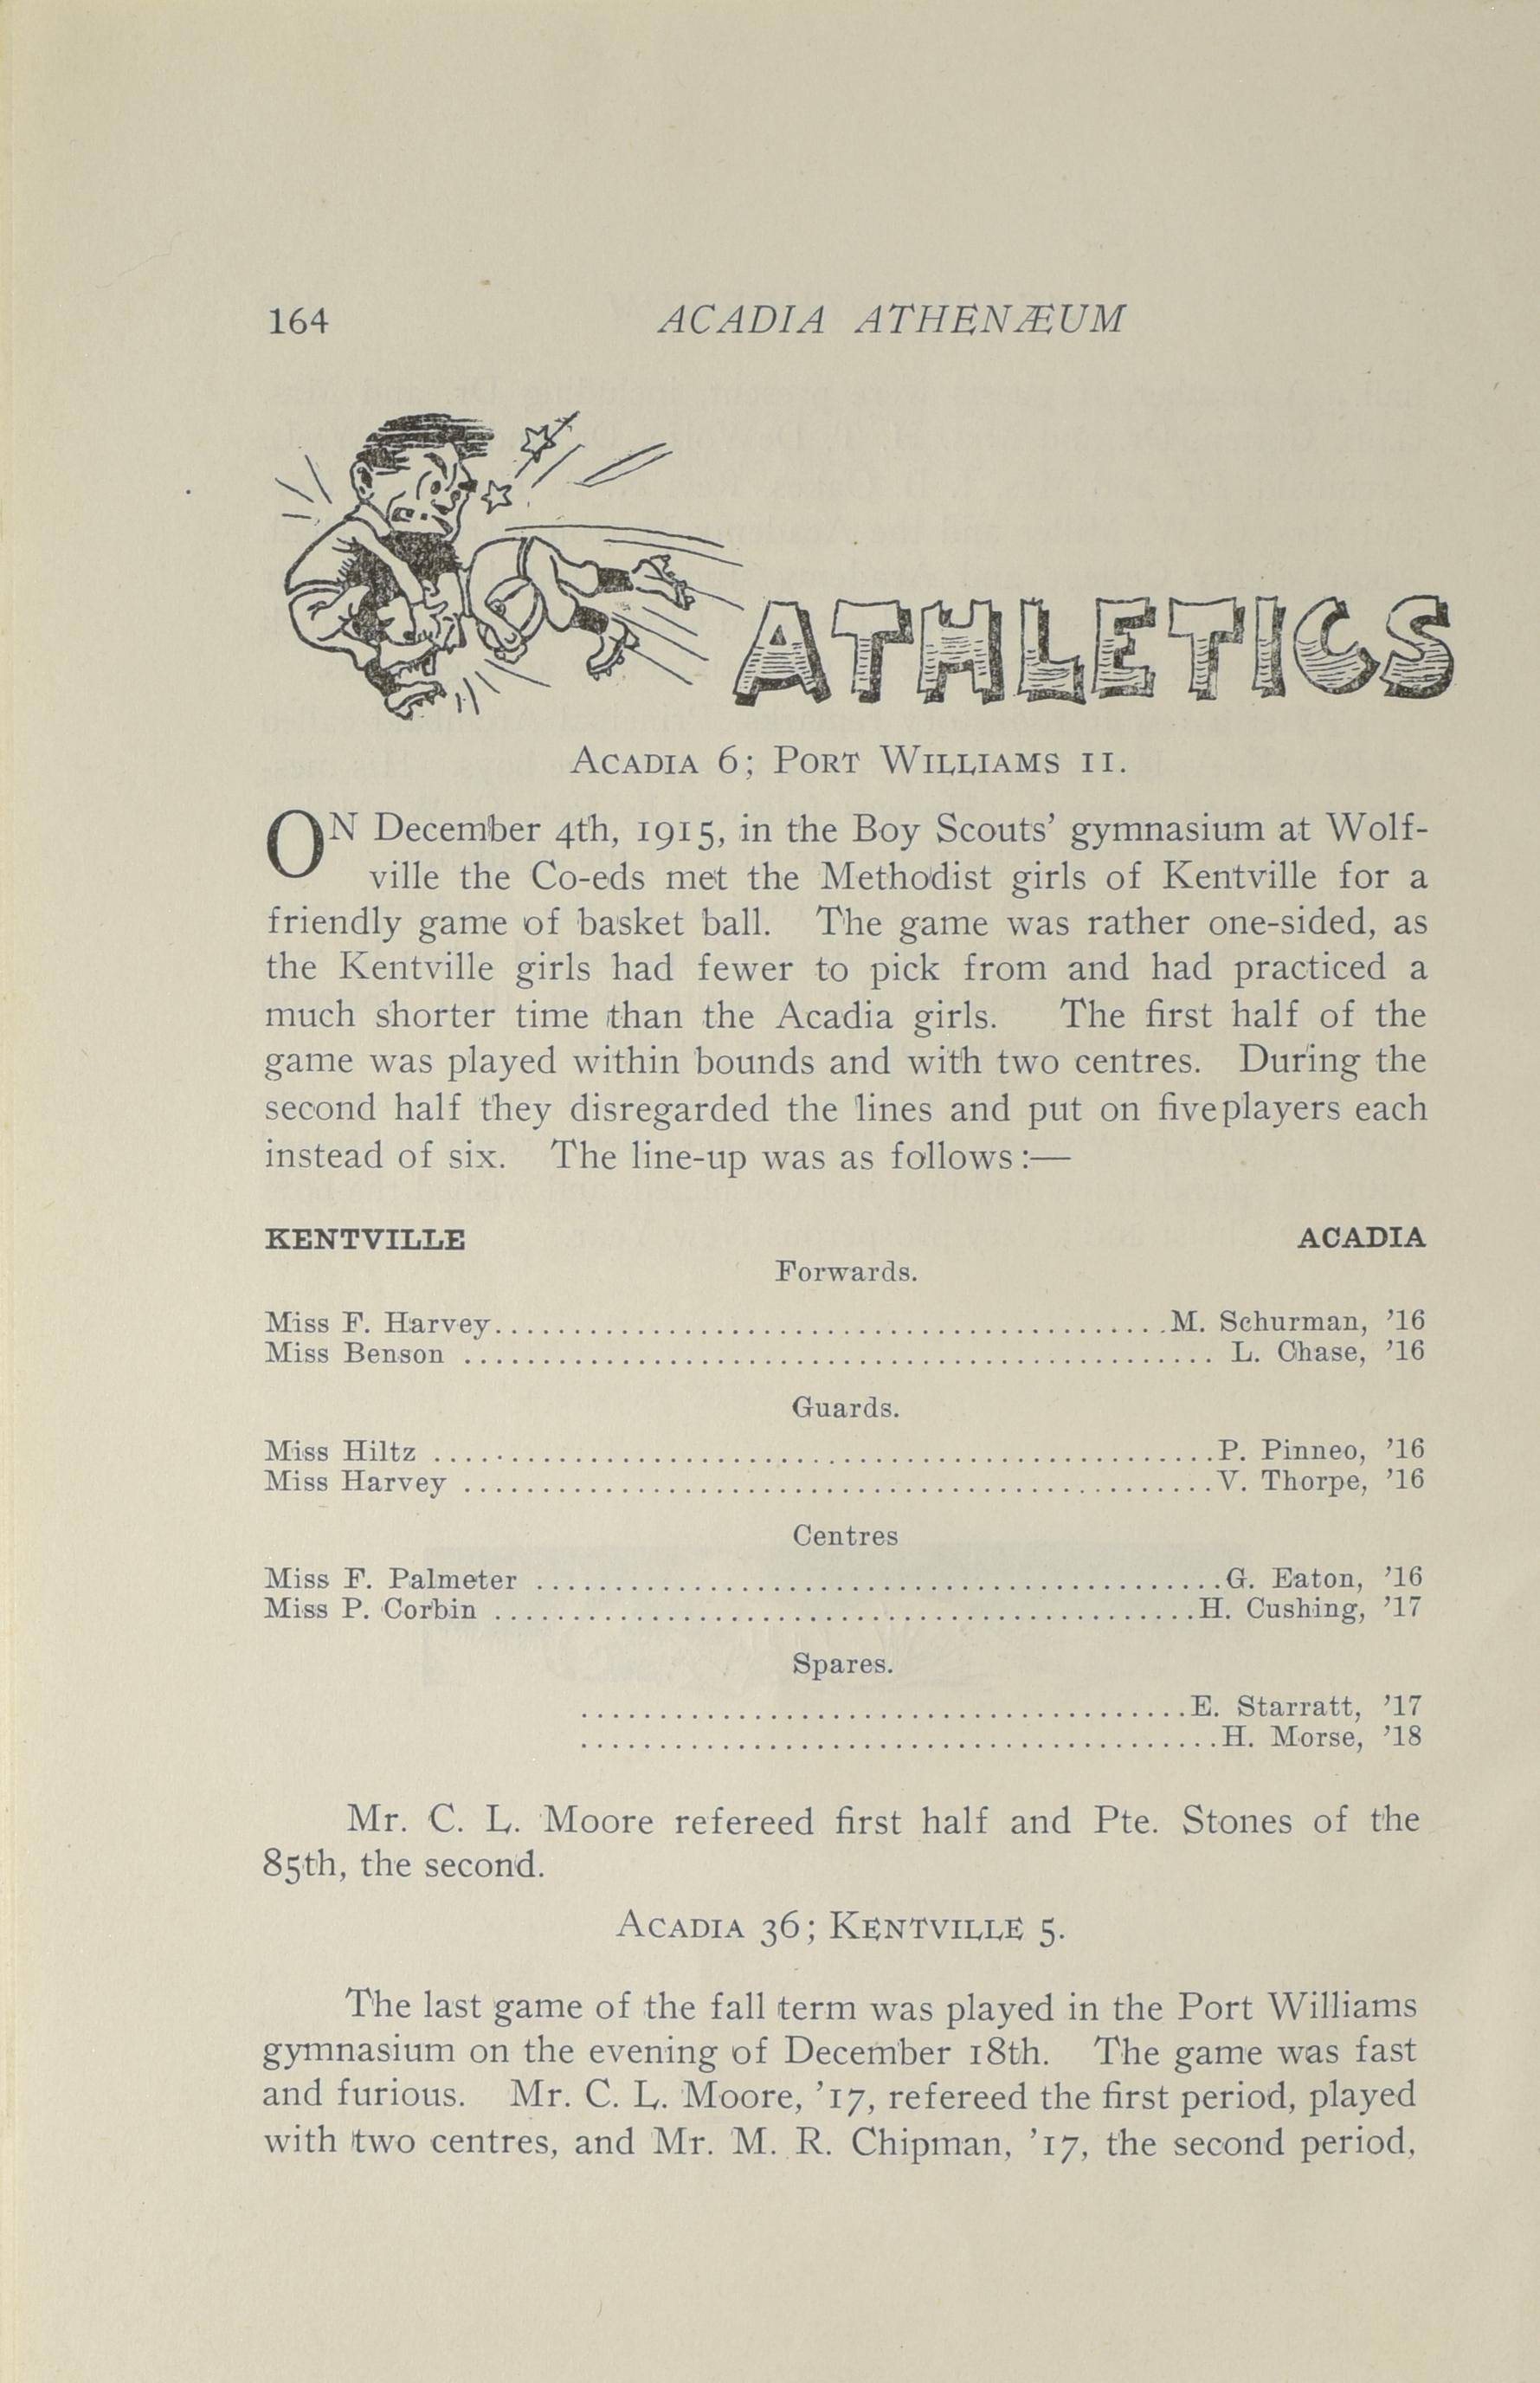 164 ACADIA ATHENÆUM
ATHLETICS
ACADIA 6; PORT WILLIAMS 11.
ON December 4th, 1915, in the Boy Scouts' gymnasium at Wolf-
ville the Co-eds met the Methodist girls of Kentville for a
friendly game of basket ball. The game was rather one-sided, as
the Kentville girls had fewer to pick from and had practiced a
much shorter time than the Acadia girls. The first half of the
game was played within bounds and with two centres. During the
second half they disregarded the lines and put on fiveplayers each
instead of six. The line-up was as follows:—
KENTVILLE ACADIA
Forwards.
Miss F. Harvey............................................M. Schurman, '16
Miss Benson ................................................ L. Chase, '16
Guards.
Miss Hiltz ..................................................P. Pinneo, '16
Miss Harvey ................................................V. Thorpe, '16
Centres
Miss F. Palmeter ............................................G. Eaton, '16
Miss P. Corbin .............................................H. Cushing, '17
Spares.
.......................................E. Starratt, '17
.........................................H. Morse, '18
Mr. C. L. Moore refereed first half and Pte. Stones of the
85th, the second.
ACADIA 36; KENTVILLE 5.
The last game of the fall term was played in the Port Williams
gymnasium on the evening of December 18th. The game was fast
and furious. Mr. C. L. Moore, '17, refereed the first period, played
with two centres, and Mr. M. R. Chipman, '17, the second period,